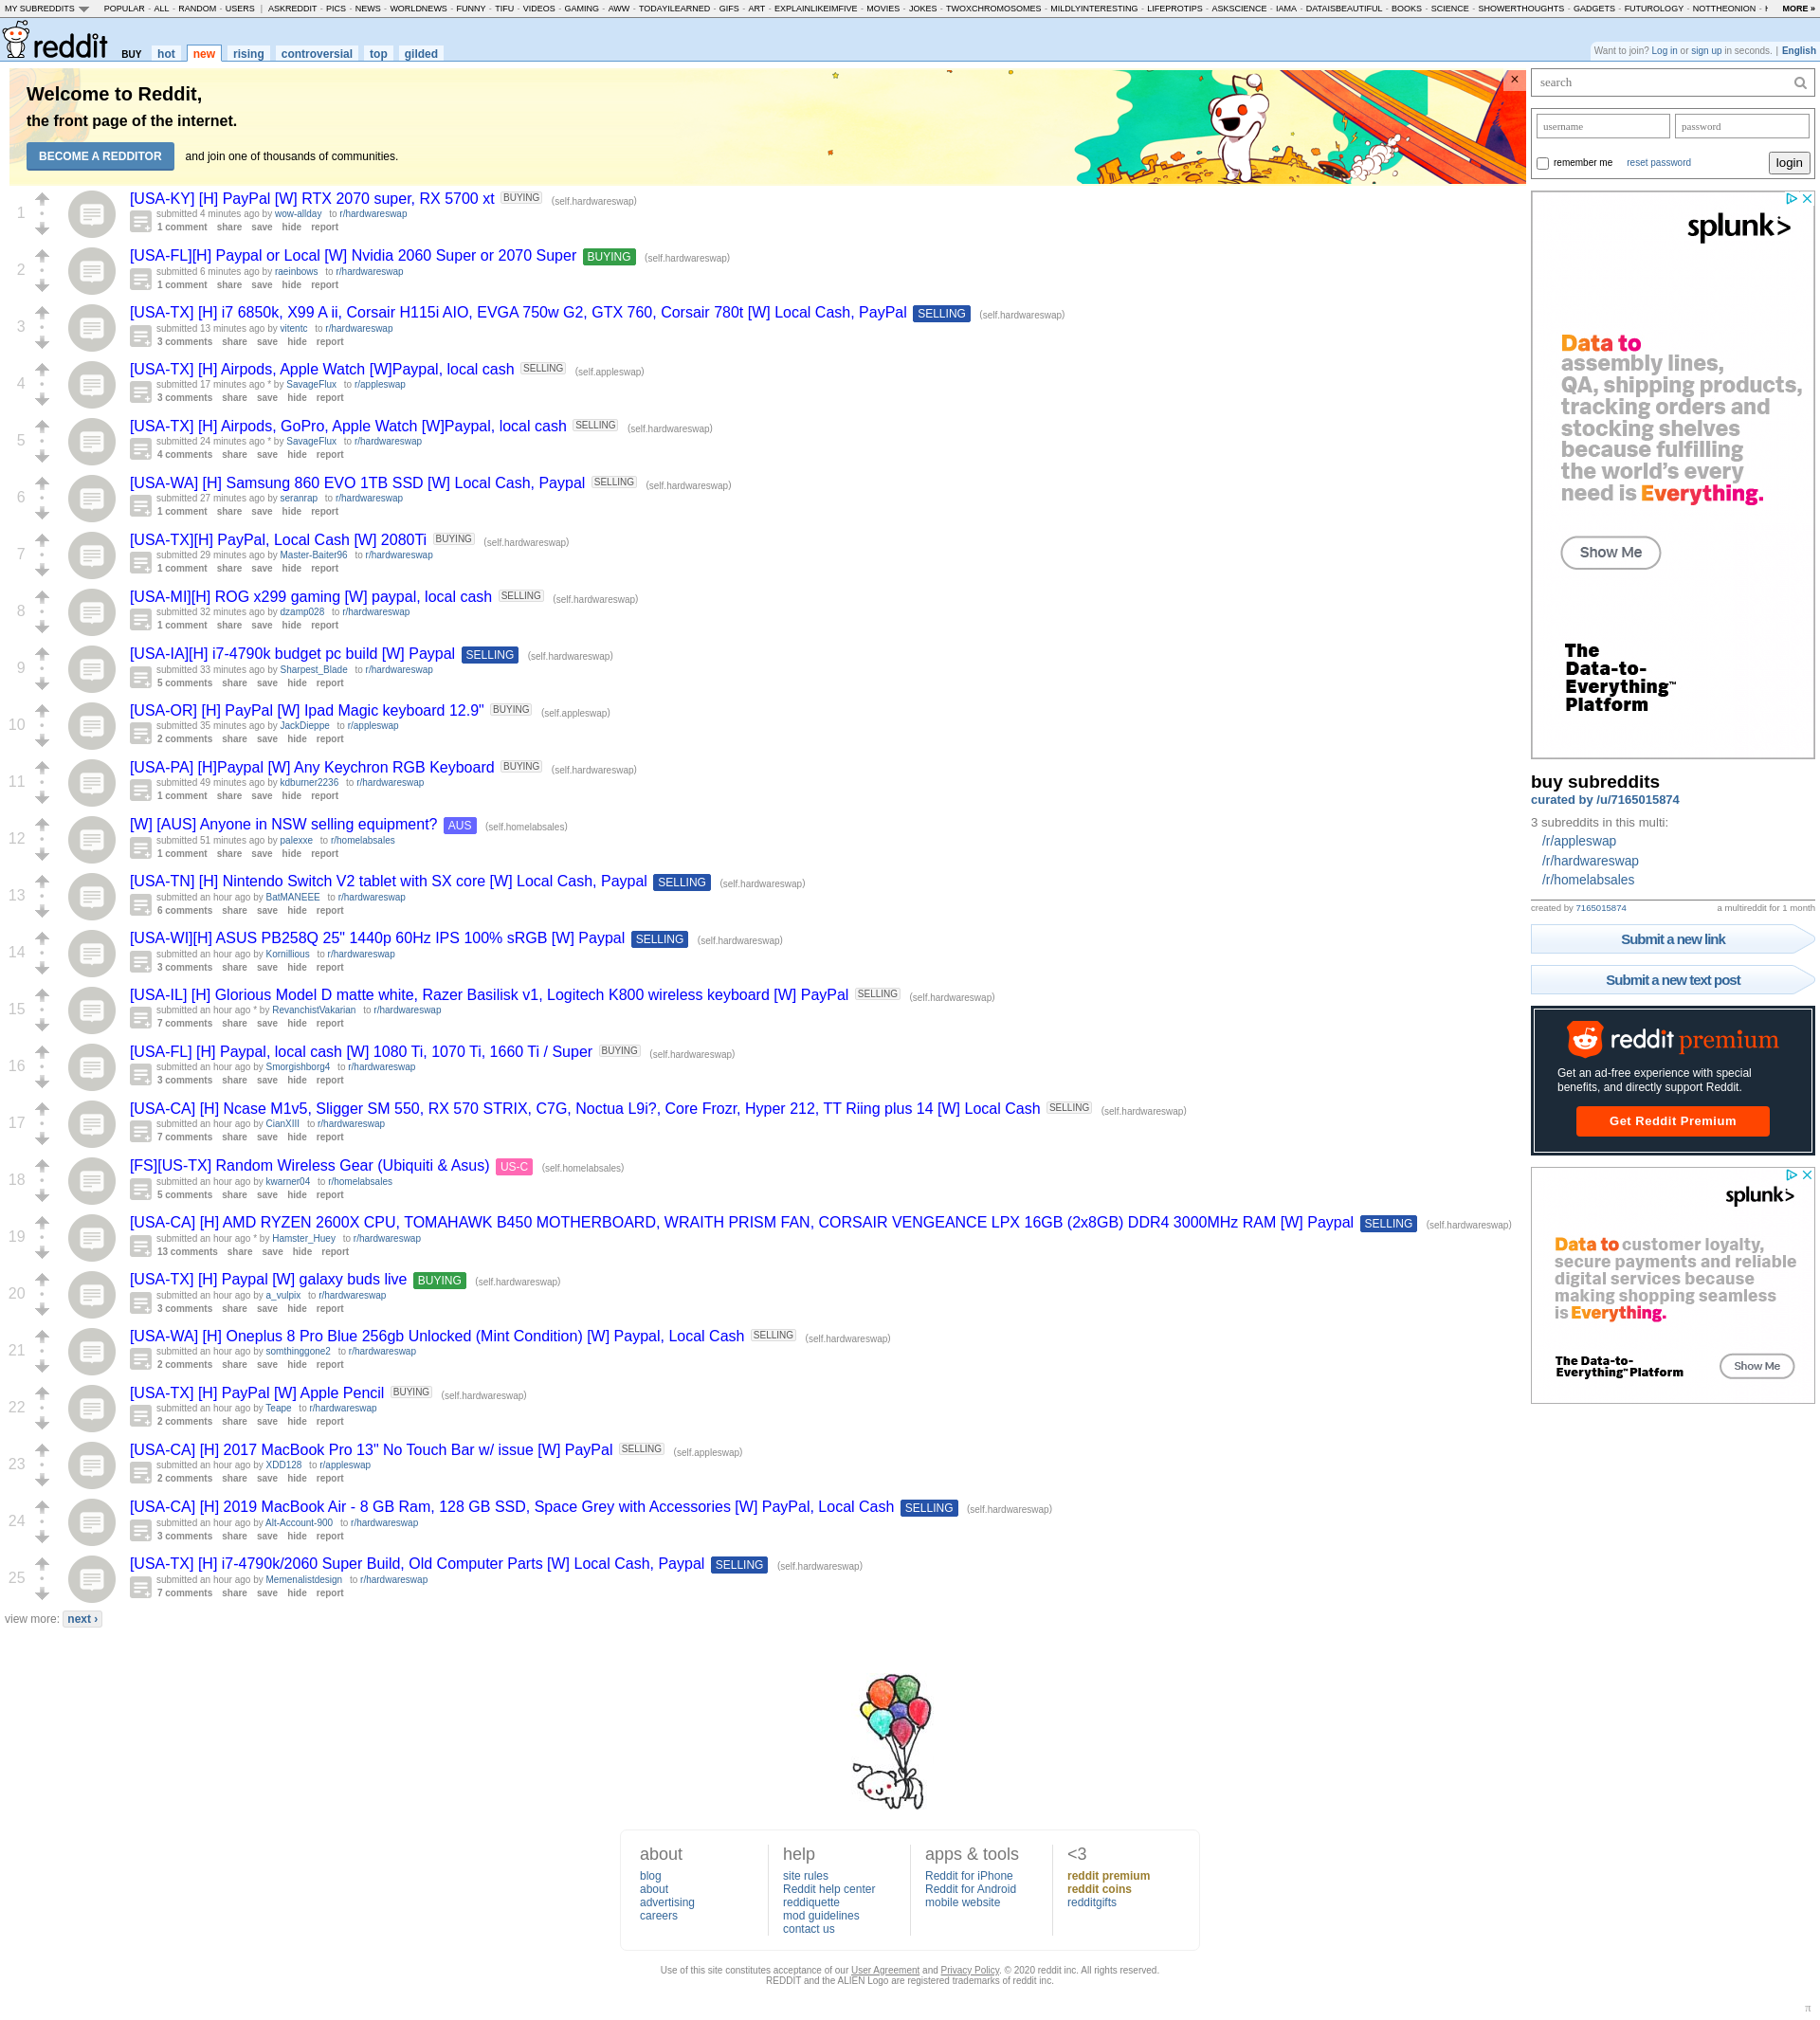 MY SUBREDDITS POPULAR - ALL - RANDOM - USERS | ASKREDDIT - PICS - NEWS - WORLDNEWS - FUNNY - TIFU - VIDEOS - GAMING - AWW - TODAYILEARNED - GIFS - ART - EXPLAINLIKEIMFIVE - MOVIES - JOKES - TWOXCHROMOSOMES - MILDLYINTERESTING - LIFEPROTIPS - ASKSCIENCE - IAMA - DATAISBEAUTIFUL - BOOKS - SCIENCE - SHOWERTHOUGHTS - GADGETS - FUTUROLOGY - NOTTHEONION - MORE »
reddit BUY hot new rising controversial top gilded
Want to join? Log in or sign up in seconds. | English
Welcome to Reddit,
the front page of the internet.
BECOME A REDDITOR and join one of thousands of communities.
×
1
[USA-KY] [H] PayPal [W] RTX 2070 super, RX 5700 xt BUYING (self.hardwareswap)
submitted 4 minutes ago by wow-allday to r/hardwareswap
1 comment share save hide report
2
[USA-FL][H] Paypal or Local [W] Nvidia 2060 Super or 2070 Super BUYING (self.hardwareswap)
submitted 6 minutes ago by raeinbows to r/hardwareswap
1 comment share save hide report
3
[USA-TX] [H] i7 6850k, X99 A ii, Corsair H115i AIO, EVGA 750w G2, GTX 760, Corsair 780t [W] Local Cash, PayPal SELLING (self.hardwareswap)
submitted 13 minutes ago by vitentc to r/hardwareswap
3 comments share save hide report
4
[USA-TX] [H] Airpods, Apple Watch [W]Paypal, local cash SELLING (self.appleswap)
submitted 17 minutes ago * by SavageFlux to r/appleswap
3 comments share save hide report
5
[USA-TX] [H] Airpods, GoPro, Apple Watch [W]Paypal, local cash SELLING (self.hardwareswap)
submitted 24 minutes ago * by SavageFlux to r/hardwareswap
4 comments share save hide report
6
[USA-WA] [H] Samsung 860 EVO 1TB SSD [W] Local Cash, Paypal SELLING (self.hardwareswap)
submitted 27 minutes ago by seranrap to r/hardwareswap
1 comment share save hide report
7
[USA-TX][H] PayPal, Local Cash [W] 2080Ti BUYING (self.hardwareswap)
submitted 29 minutes ago by Master-Baiter96 to r/hardwareswap
1 comment share save hide report
8
[USA-MI][H] ROG x299 gaming [W] paypal, local cash SELLING (self.hardwareswap)
submitted 32 minutes ago by dzamp028 to r/hardwareswap
1 comment share save hide report
9
[USA-IA][H] i7-4790k budget pc build [W] Paypal SELLING (self.hardwareswap)
submitted 33 minutes ago by Sharpest_Blade to r/hardwareswap
5 comments share save hide report
10
[USA-OR] [H] PayPal [W] Ipad Magic keyboard 12.9" BUYING (self.appleswap)
submitted 35 minutes ago by JackDieppe to r/appleswap
2 comments share save hide report
11
[USA-PA] [H]Paypal [W] Any Keychron RGB Keyboard BUYING (self.hardwareswap)
submitted 49 minutes ago by kdburner2236 to r/hardwareswap
1 comment share save hide report
12
[W] [AUS] Anyone in NSW selling equipment? AUS (self.homelabsales)
submitted 51 minutes ago by palexxe to r/homelabsales
1 comment share save hide report
13
[USA-TN] [H] Nintendo Switch V2 tablet with SX core [W] Local Cash, Paypal SELLING (self.hardwareswap)
submitted an hour ago by BatMANEEE to r/hardwareswap
6 comments share save hide report
14
[USA-WI][H] ASUS PB258Q 25" 1440p 60Hz IPS 100% sRGB [W] Paypal SELLING (self.hardwareswap)
submitted an hour ago by Kornillious to r/hardwareswap
3 comments share save hide report
15
[USA-IL] [H] Glorious Model D matte white, Razer Basilisk v1, Logitech K800 wireless keyboard [W] PayPal SELLING (self.hardwareswap)
submitted an hour ago * by RevanchistVakarian to r/hardwareswap
7 comments share save hide report
16
[USA-FL] [H] Paypal, local cash [W] 1080 Ti, 1070 Ti, 1660 Ti / Super BUYING (self.hardwareswap)
submitted an hour ago by Smorgishborg4 to r/hardwareswap
3 comments share save hide report
17
[USA-CA] [H] Ncase M1v5, Sligger SM 550, RX 570 STRIX, C7G, Noctua L9i?, Core Frozr, Hyper 212, TT Riing plus 14 [W] Local Cash SELLING (self.hardwareswap)
submitted an hour ago by CianXIII to r/hardwareswap
7 comments share save hide report
18
[FS][US-TX] Random Wireless Gear (Ubiquiti & Asus) US-C (self.homelabsales)
submitted an hour ago by kwarner04 to r/homelabsales
5 comments share save hide report
19
[USA-CA] [H] AMD RYZEN 2600X CPU, TOMAHAWK B450 MOTHERBOARD, WRAITH PRISM FAN, CORSAIR VENGEANCE LPX 16GB (2x8GB) DDR4 3000MHz RAM [W] Paypal SELLING (self.hardwareswap)
submitted an hour ago * by Hamster_Huey to r/hardwareswap
13 comments share save hide report
20
[USA-TX] [H] Paypal [W] galaxy buds live BUYING (self.hardwareswap)
submitted an hour ago by a_vulpix to r/hardwareswap
3 comments share save hide report
21
[USA-WA] [H] Oneplus 8 Pro Blue 256gb Unlocked (Mint Condition) [W] Paypal, Local Cash SELLING (self.hardwareswap)
submitted an hour ago by somthinggone2 to r/hardwareswap
2 comments share save hide report
22
[USA-TX] [H] PayPal [W] Apple Pencil BUYING (self.hardwareswap)
submitted an hour ago by Teape to r/hardwareswap
2 comments share save hide report
23
[USA-CA] [H] 2017 MacBook Pro 13" No Touch Bar w/ issue [W] PayPal SELLING (self.appleswap)
submitted an hour ago by XDD128 to r/appleswap
2 comments share save hide report
24
[USA-CA] [H] 2019 MacBook Air - 8 GB Ram, 128 GB SSD, Space Grey with Accessories [W] PayPal, Local Cash SELLING (self.hardwareswap)
submitted an hour ago by Alt-Account-900 to r/hardwareswap
3 comments share save hide report
25
[USA-TX] [H] i7-4790k/2060 Super Build, Old Computer Parts [W] Local Cash, Paypal SELLING (self.hardwareswap)
submitted an hour ago by Memenalistdesign to r/hardwareswap
7 comments share save hide report
view more: next ›
search
username password
remember me reset password login
splunk>
Data to
assembly lines,
QA, shipping products,
tracking orders and
stocking shelves
because fulfilling
the world's every
need is Everything.
Show Me
The
Data-to-
Everything™
Platform
buy subreddits
curated by /u/7165015874
3 subreddits in this multi:
/r/appleswap
/r/hardwareswap
/r/homelabsales
created by 7165015874 a multireddit for 1 month
Submit a new link
Submit a new text post
reddit premium
Get an ad-free experience with special
benefits, and directly support Reddit.
Get Reddit Premium
splunk>
Data to customer loyalty,
secure payments and reliable
digital services because
making shopping seamless
is Everything.
The Data-to-
Everything™ Platform
Show Me
about
blog
about
advertising
careers
help
site rules
Reddit help center
reddiquette
mod guidelines
contact us
apps & tools
Reddit for iPhone
Reddit for Android
mobile website
<3
reddit premium
reddit coins
redditgifts
Use of this site constitutes acceptance of our User Agreement and Privacy Policy. © 2020 reddit inc. All rights reserved.
REDDIT and the ALIEN Logo are registered trademarks of reddit inc.
π